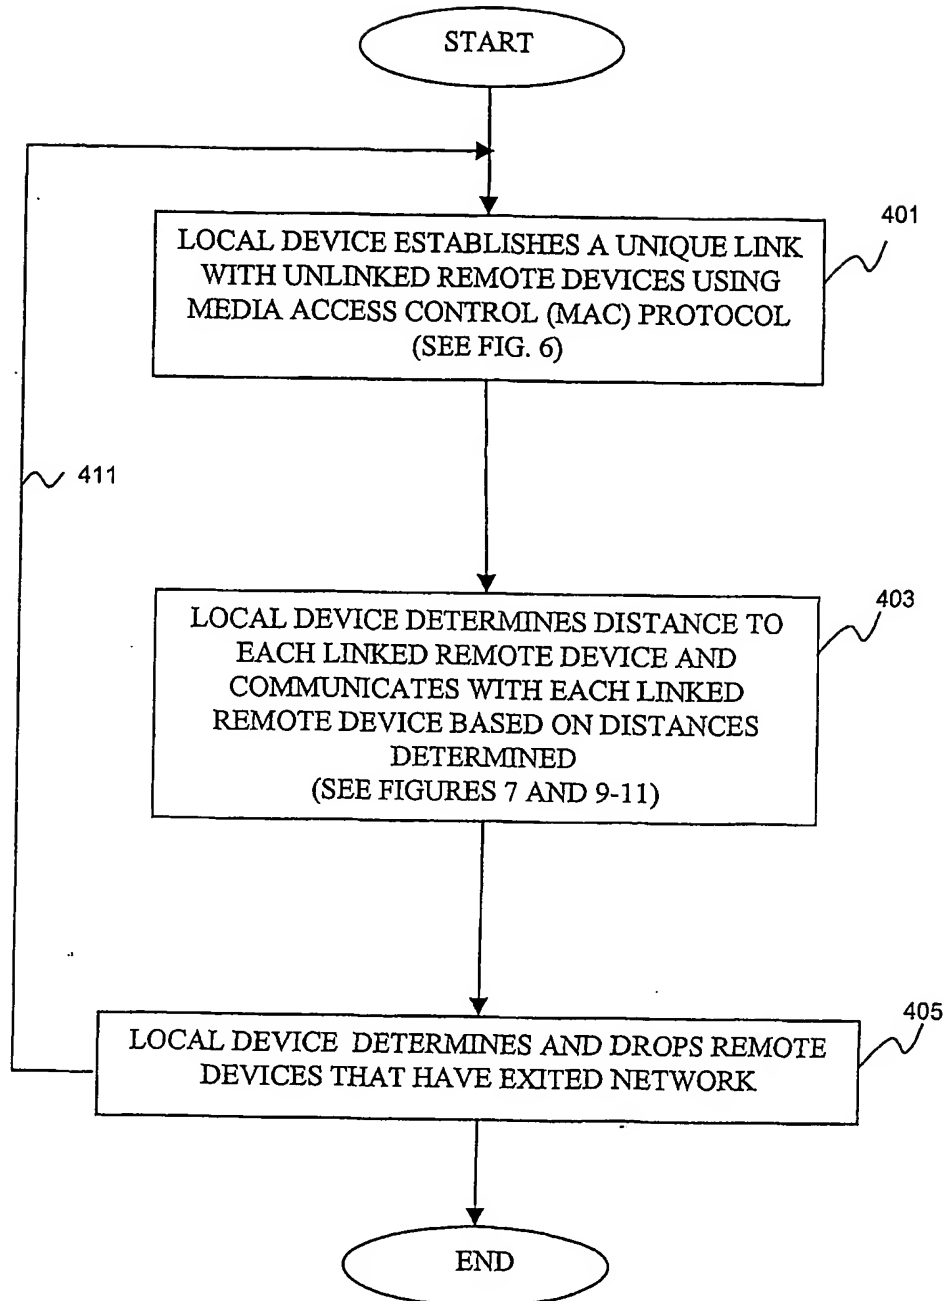 START
401
LOCAL DEVICE ESTABLISHES A UNIQUE LINK
WITH UNLINKED REMOTE DEVICES USING
MEDIA ACCESS CONTROL (MAC) PROTOCOL
(SEE FIG. 6)
411
403
LOCAL DEVICE DETERMINES DISTANCE TO
EACH LINKED REMOTE DEVICE AND
COMMUNICATES WITH EACH LINKED
REMOTE DEVICE BASED ON DISTANCES
DETERMINED
(SEE FIGURES 7 AND 9-11)
405
LOCAL DEVICE DETERMINES AND DROPS REMOTE
DEVICES THAT HAVE EXITED NETWORK
END